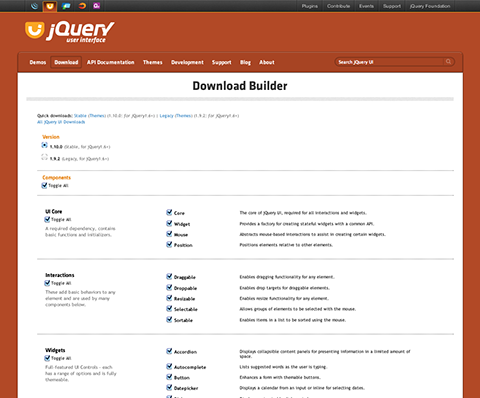 Plugins Contribute Events Support jQuery Foundation
jQuery
user interface
Demos Download API Documentation Themes Development Support Blog About Search jQuery UI
Download Builder
Quick downloads: Stable (Themes) (1.10.0: for jQuery1.6+) | Legacy (Themes) (1.9.2: for jQuery1.6+)
All jQuery UI Downloads
Version
1.10.0 (Stable, for jQuery1.6+)
1.9.2 (Legacy, for jQuery1.6+)
Components
Toggle All
UI Core
Toggle All
A required dependency, contains
basic functions and initializers.
Core The core of jQuery UI, required for all interactions and widgets.
Widget Provides a factory for creating stateful widgets with a common API.
Mouse Abstracts mouse-based interactions to assist in creating certain widgets.
Position Positions elements relative to other elements.
Interactions
Toggle All
These add basic behaviors to any
element and are used by many
components below.
Draggable Enables dragging functionality for any element.
Droppable Enables drop targets for draggable elements.
Resizable Enables resize functionality for any element.
Selectable Allows groups of elements to be selected with the mouse.
Sortable Enables items in a list to be sorted using the mouse.
Widgets
Toggle All
Full-featured UI Controls - each
has a range of options and is fully
themeable.
Accordion Displays collapsible content panels for presenting information in a limited amount of
space.
Autocomplete Lists suggested words as the user is typing.
Button Enhances a form with themable buttons.
Datepicker Displays a calendar from an input or inline for selecting dates.